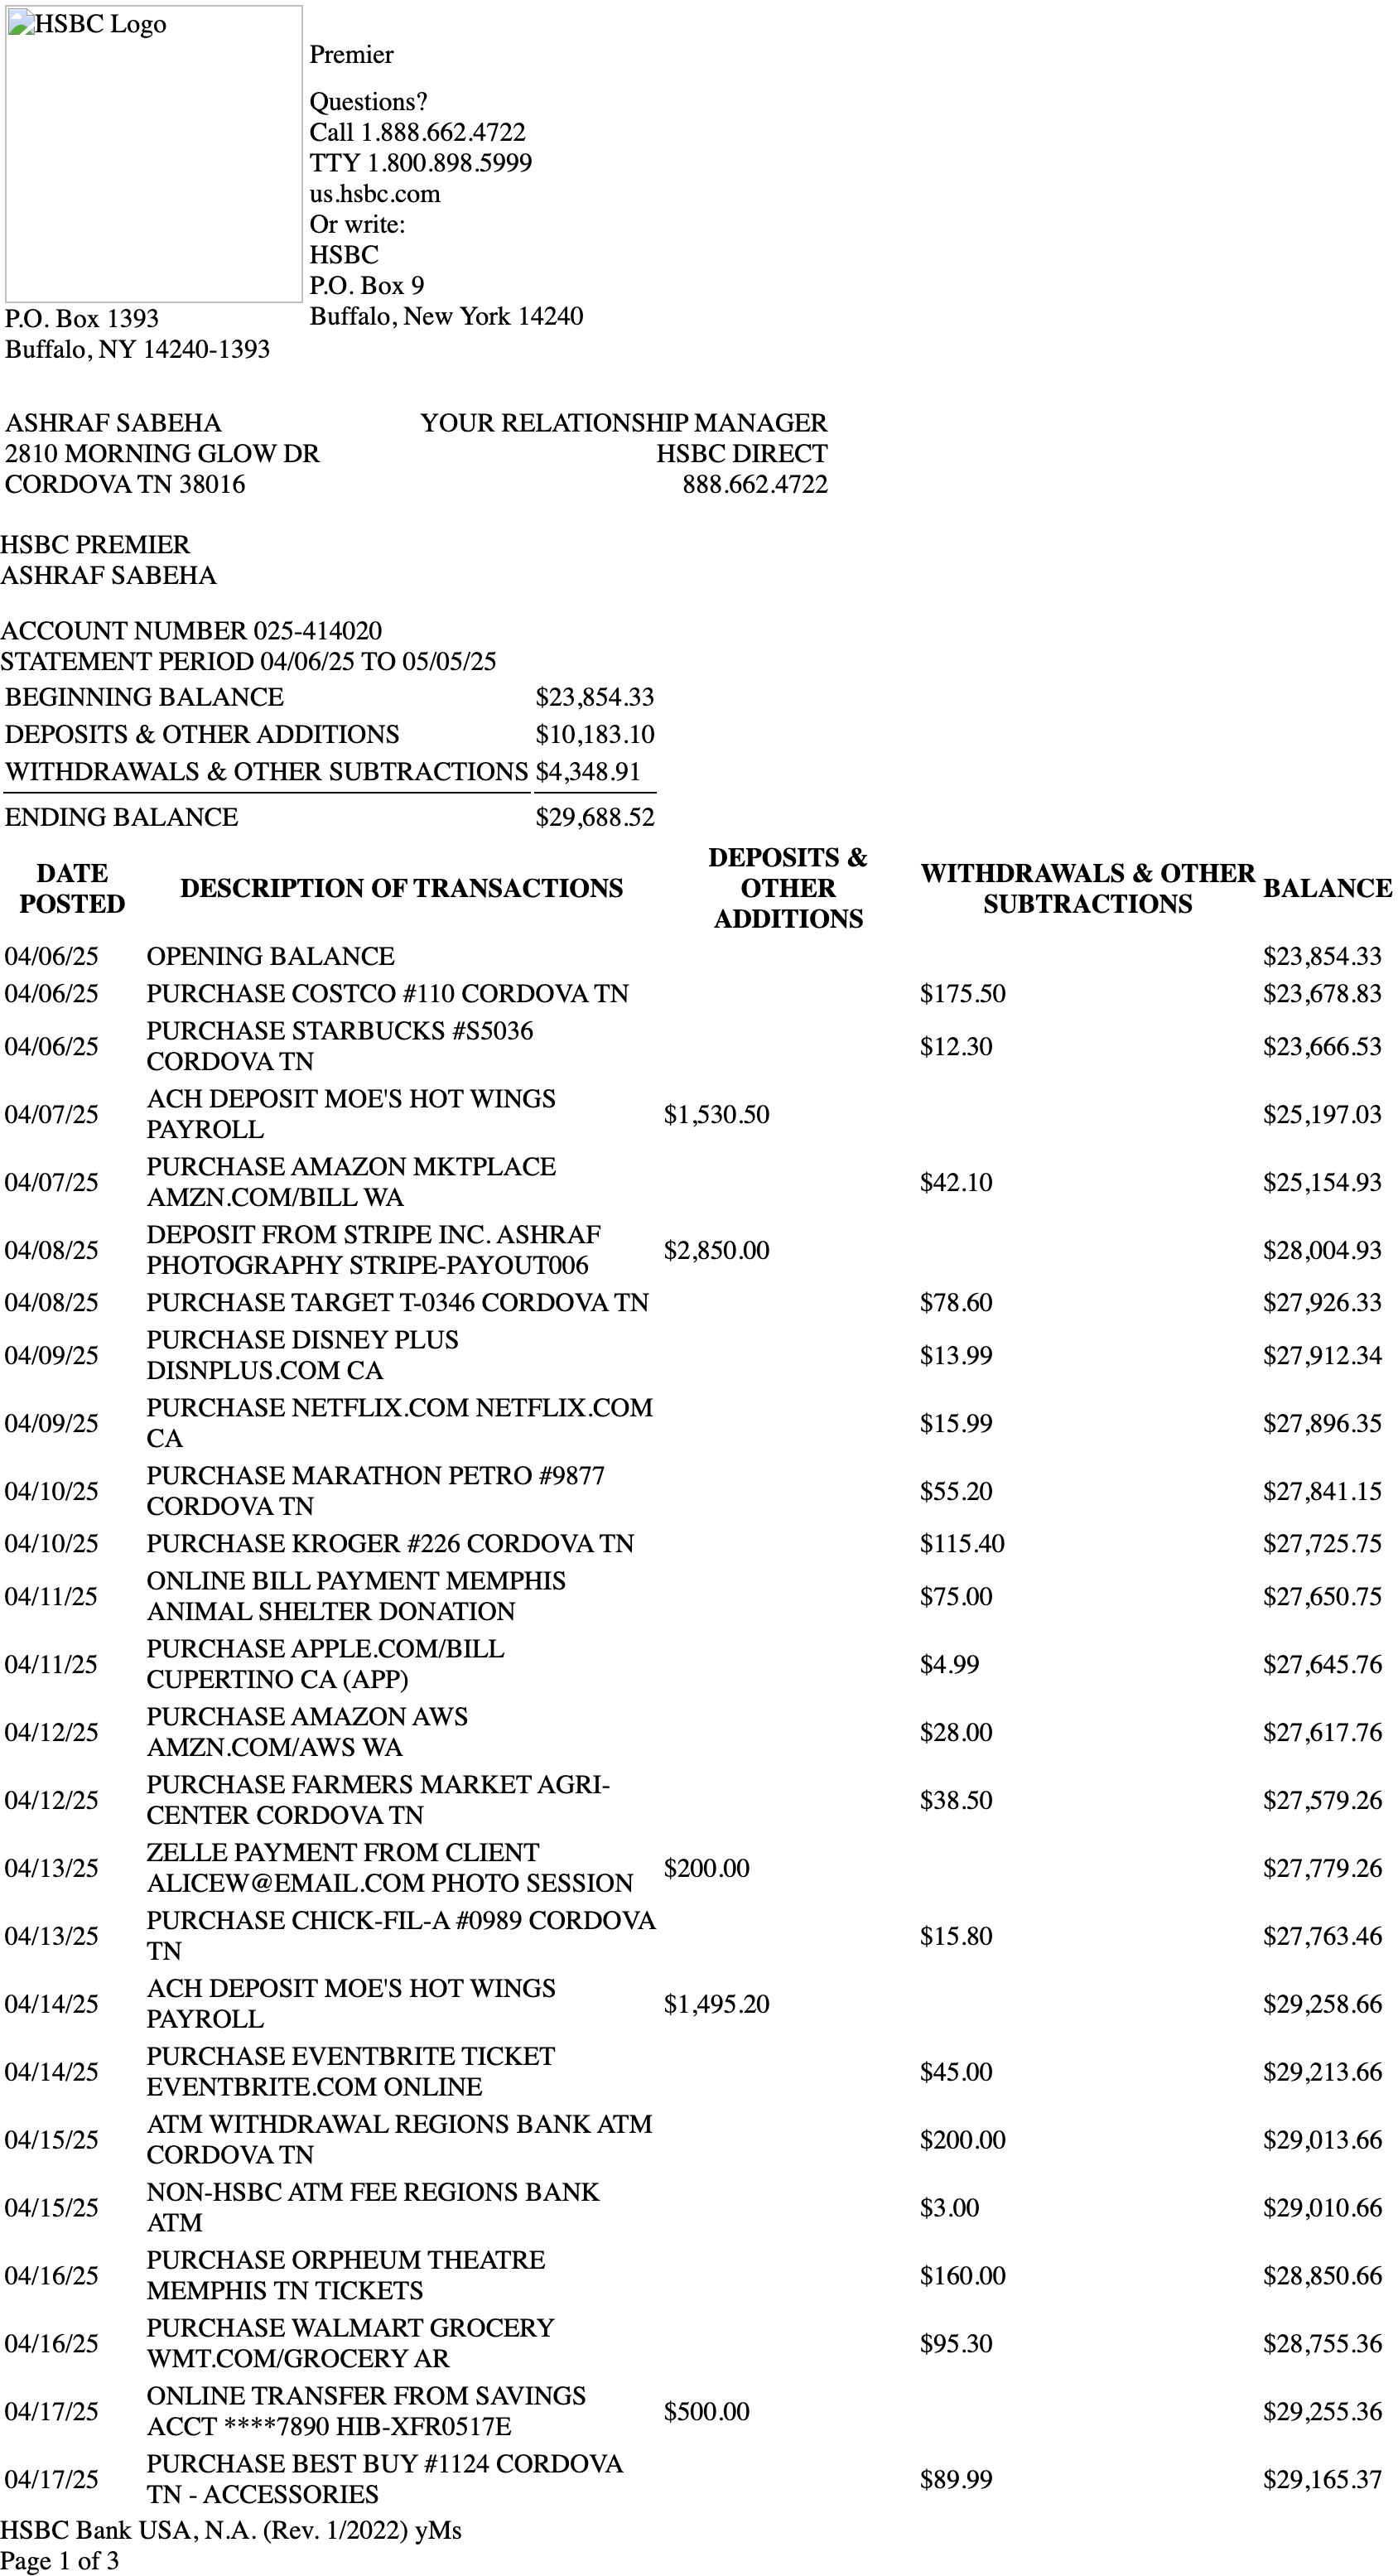 HSBC Logo
P.O. Box 1393
Buffalo, NY 14240-1393
Premier
Questions?
Call 1.888.662.4722
TTY 1.800.898.5999
us.hsbc.com
Or write:
HSBC
P.O. Box 9
Buffalo, New York 14240
ASHRAF SABEHA
2810 MORNING GLOW DR
CORDOVA TN 38016
YOUR RELATIONSHIP MANAGER
HSBC DIRECT
888.662.4722
HSBC PREMIER
ASHRAF SABEHA
ACCOUNT NUMBER 025-414020
STATEMENT PERIOD 04/06/25 TO 05/05/25
BEGINNING BALANCE $23,854.33
DEPOSITS & OTHER ADDITIONS $10,183.10
WITHDRAWALS & OTHER SUBTRACTIONS $4,348.91
ENDING BALANCE $29,688.52
DATE
POSTED
DESCRIPTION OF TRANSACTIONS
DEPOSITS &
OTHER
ADDITIONS
WITHDRAWALS & OTHER
SUBTRACTIONS
BALANCE
04/06/25 OPENING BALANCE $23,854.33
04/06/25 PURCHASE COSTCO #110 CORDOVA TN $175.50 $23,678.83
04/06/25 PURCHASE STARBUCKS #S5036
CORDOVA TN $12.30 $23,666.53
04/07/25 ACH DEPOSIT MOE'S HOT WINGS
PAYROLL $1,530.50 $25,197.03
04/07/25 PURCHASE AMAZON MKTPLACE
AMZN.COM/BILL WA $42.10 $25,154.93
04/08/25 DEPOSIT FROM STRIPE INC. ASHRAF
PHOTOGRAPHY STRIPE-PAYOUT006 $2,850.00 $28,004.93
04/08/25 PURCHASE TARGET T-0346 CORDOVA TN $78.60 $27,926.33
04/09/25 PURCHASE DISNEY PLUS
DISNPLUS.COM CA $13.99 $27,912.34
04/09/25 PURCHASE NETFLIX.COM NETFLIX.COM
CA $15.99 $27,896.35
04/10/25 PURCHASE MARATHON PETRO #9877
CORDOVA TN $55.20 $27,841.15
04/10/25 PURCHASE KROGER #226 CORDOVA TN $115.40 $27,725.75
04/11/25 ONLINE BILL PAYMENT MEMPHIS
ANIMAL SHELTER DONATION $75.00 $27,650.75
04/11/25 PURCHASE APPLE.COM/BILL
CUPERTINO CA (APP) $4.99 $27,645.76
04/12/25 PURCHASE AMAZON AWS
AMZN.COM/AWS WA $28.00 $27,617.76
04/12/25 PURCHASE FARMERS MARKET AGRI-
CENTER CORDOVA TN $38.50 $27,579.26
04/13/25 ZELLE PAYMENT FROM CLIENT
ALICEW@EMAIL.COM PHOTO SESSION $200.00 $27,779.26
04/13/25 PURCHASE CHICK-FIL-A #0989 CORDOVA
TN $15.80 $27,763.46
04/14/25 ACH DEPOSIT MOE'S HOT WINGS
PAYROLL $1,495.20 $29,258.66
04/14/25 PURCHASE EVENTBRITE TICKET
EVENTBRITE.COM ONLINE $45.00 $29,213.66
04/15/25 ATM WITHDRAWAL REGIONS BANK ATM
CORDOVA TN $200.00 $29,013.66
04/15/25 NON-HSBC ATM FEE REGIONS BANK
ATM $3.00 $29,010.66
04/16/25 PURCHASE ORPHEUM THEATRE
MEMPHIS TN TICKETS $160.00 $28,850.66
04/16/25 PURCHASE WALMART GROCERY
WMT.COM/GROCERY AR $95.30 $28,755.36
04/17/25 ONLINE TRANSFER FROM SAVINGS
ACCT ****7890 HIB-XFR0517E $500.00 $29,255.36
04/17/25 PURCHASE BEST BUY #1124 CORDOVA
TN - ACCESSORIES $89.99 $29,165.37
HSBC Bank USA, N.A. (Rev. 1/2022) yMs
Page 1 of 3